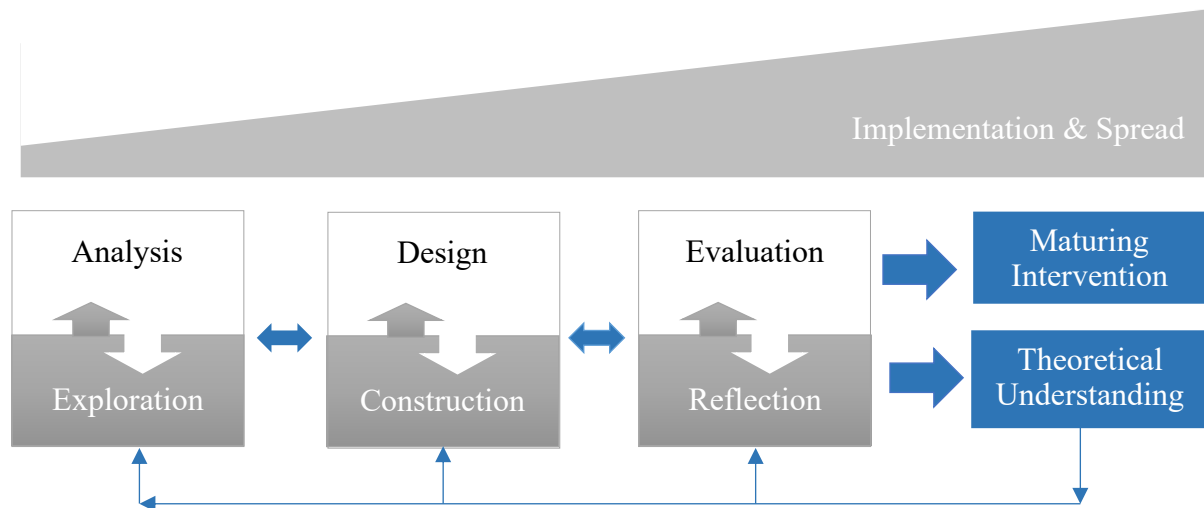 Implementation & Spread
Analysis
Exploration
Design
Construction
Evaluation
Reflection
Maturing
Intervention
Theoretical
Understanding